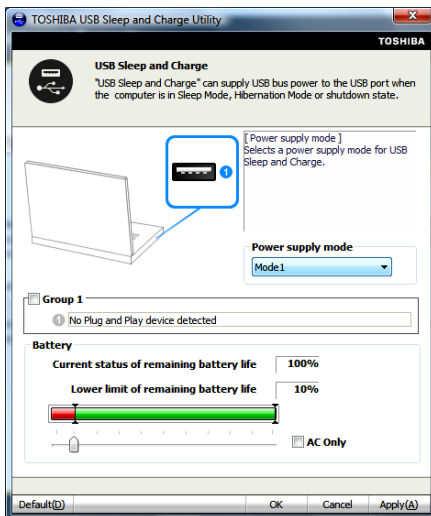 TOSHIBA USB Sleep and Charge Utility
TOSHIBA
USB Sleep and Charge
"USB Sleep and Charge" can supply USB bus power to the USB port when
the computer is in Sleep Mode, Hibernation Mode or shutdown
state.
1
[Power supply mode ]
Selects a power supply mode for USB
Sleep and Charge.
Power supply mode
Mode1
Group 1
1 No Plug and Play device detected
Battery
Current status of remaining battery life 100%
Lower limit of remaining battery life 10%
AC Only
Default(D) OK Cancel Apply(A)